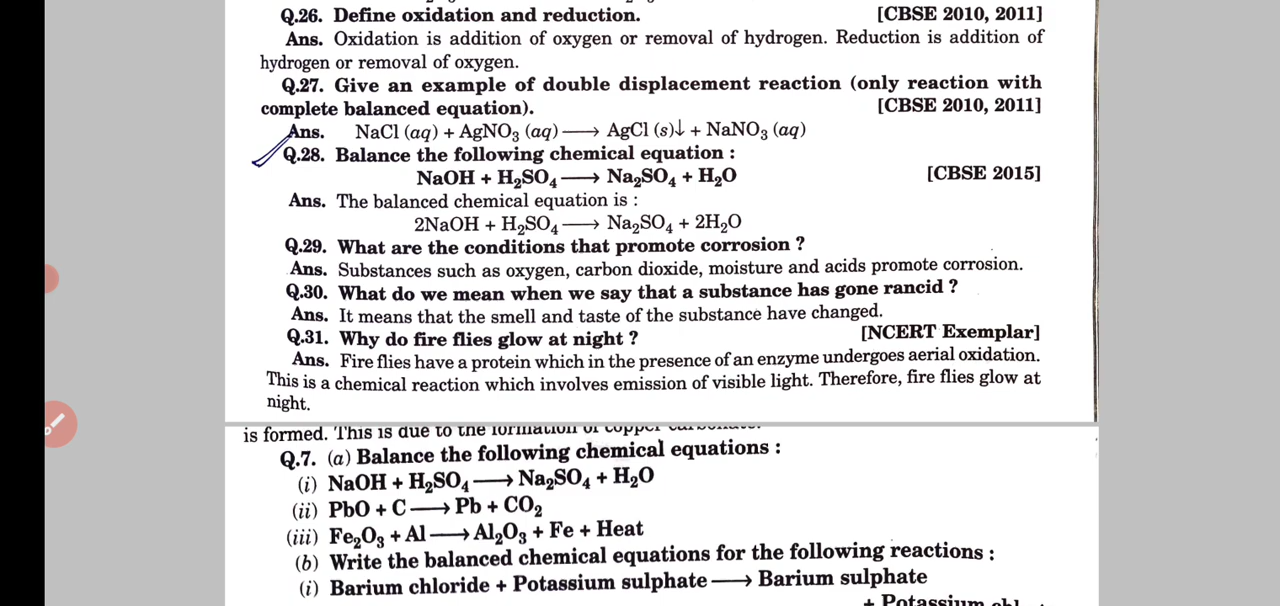 Q.26. Define oxidation and reduction. [CBSE 2010, 2011]
Ans. Oxidation is addition of oxygen or removal of hydrogen. Reduction is addition of
hydrogen or removal of oxygen.
Q.27. Give an example of double displacement reaction (only reaction with
complete balanced equation). [CBSE 2010, 2011]
Ans. NaCl (aq) + AgNO₃ (aq) ⟶ AgCl (s)↓ + NaNO₃ (aq)
Q.28. Balance the following chemical equation :
NaOH + H₂SO₄ ⟶ Na₂SO₄ + H₂O [CBSE 2015]
Ans. The balanced chemical equation is :
2NaOH + H₂SO₄ ⟶ Na₂SO₄ + 2H₂O
Q.29. What are the conditions that promote corrosion ?
Ans. Substances such as oxygen, carbon dioxide, moisture and acids promote corrosion.
Q.30. What do we mean when we say that a substance has gone rancid ?
Ans. It means that the smell and taste of the substance have changed.
Q.31. Why do fire flies glow at night ? [NCERT Exemplar]
Ans. Fire flies have a protein which in the presence of an enzyme undergoes aerial oxidation.
This is a chemical reaction which involves emission of visible light. Therefore, fire flies glow at
night.
is formed. This is due to the formation of copper
Q.7. (a) Balance the following chemical equations :
(i) NaOH + H₂SO₄ ⟶ Na₂SO₄ + H₂O
(ii) PbO + C ⟶ Pb + CO₂
(iii) Fe₂O₃ + Al ⟶ Al₂O₃ + Fe + Heat
(b) Write the balanced chemical equations for the following reactions :
(i) Barium chloride + Potassium sulphate ⟶ Barium sulphate
+ Potassium